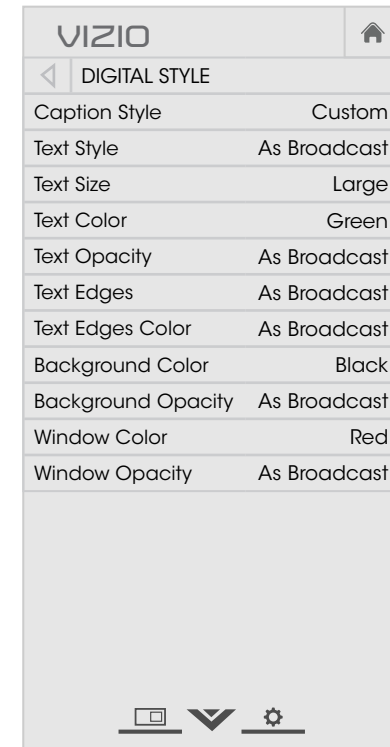 VIZIO
DIGITAL STYLE
Caption Style Custom
Text Style As Broadcast
Text Size Large
Text Color Green
Text Opacity As Broadcast
Text Edges As Broadcast
Text Edges Color As Broadcast
Background Color Black
Background Opacity As Broadcast
Window Color Red
Window Opacity As Broadcast